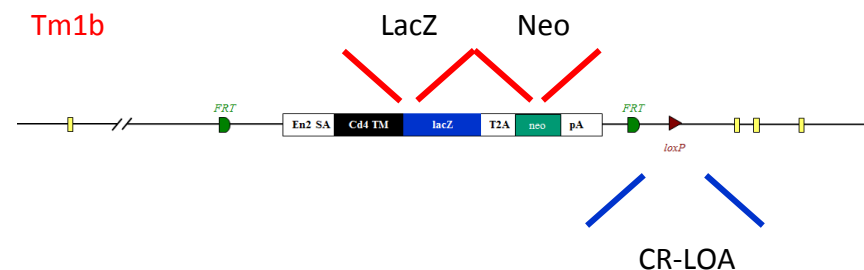 Tm1b
LacZ Neo
FRT FRT
En2 SA Cd4 TM lacZ T2A neo pA
loxP
CR-LOA